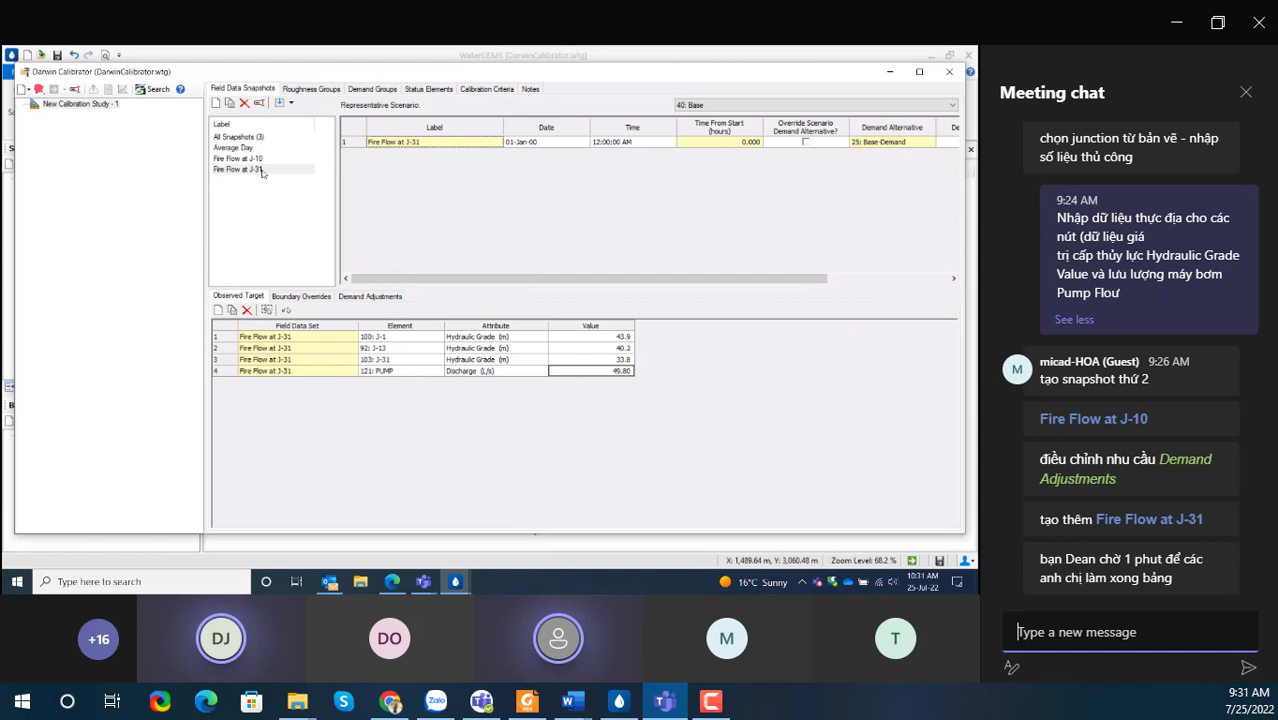 WaterGEMS [DarwinCalibrator.wtg]
Darwin Calibrator (DarwinCalibrator.wtg)
Search
New Calibration Study - 1
Field Data Snapshots Roughness Groups Demand Groups Status Elements Calibration Criteria Notes
Representative Scenario: 40: Base
Label
All Snapshots (3)
Average Day
Fire Flow at J-10
Fire Flow at J-31
Label Date Time Time From Start (hours) Override Scenario Demand Alternative? Demand Alternative De
1 Fire Flow at J-31 01-Jan-00 12:00:00 AM 0.000 25: Base-Demand
Observed Target Boundary Overrides Demand Adjustments
Field Data Set Element Attribute Value
1 Fire Flow at J-31 100: J-1 Hydraulic Grade (m) 43.9
2 Fire Flow at J-31 92: J-13 Hydraulic Grade (m) 40.2
3 Fire Flow at J-31 103: J-31 Hydraulic Grade (m) 33.8
4 Fire Flow at J-31 121: PUMP Discharge (L/s) 49.80
X: 1,489.64 m, Y: 3,060.48 m Zoom Level: 68.2 %
Type here to search
16°C Sunny
10:31 AM
25-Jul-22
+16
DJ
DO
M
T
Meeting chat
chọn junction từ bản vẽ - nhập
số liệu thủ công
9:24 AM
Nhập dữ liệu thực địa cho các
nút (dữ liệu giá
trị cấp thủy lực Hydraulic Grade
Value và lưu lượng máy bơm
Pump Flour
See less
M
micad-HOA (Guest) 9:26 AM
tạo snapshot thứ 2
Fire Flow at J-10
điều chỉnh nhu cầu Demand
Adjustments
tạo thêm Fire Flow at J-31
bạn Dean chờ 1 phut để các
anh chị làm xong bảng
Type a new message
9:31 AM
7/25/2022